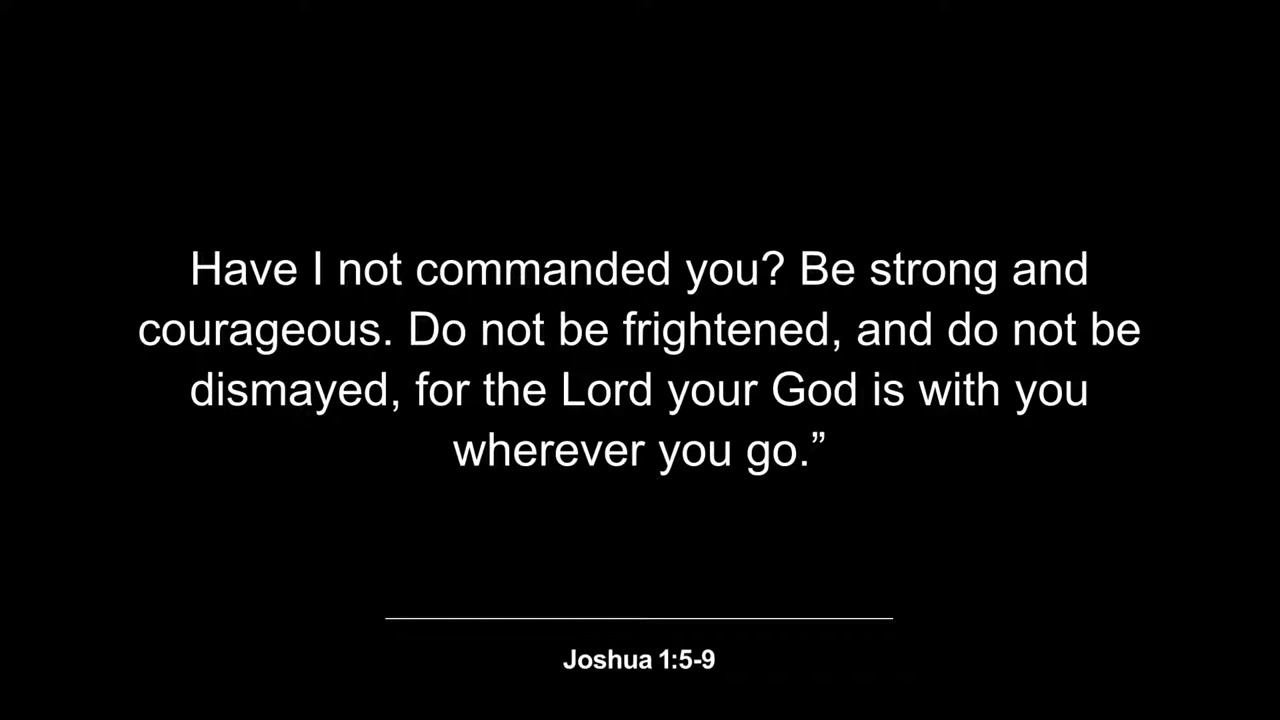 Have I not commanded you? Be strong and
courageous. Do not be frightened, and do not be
dismayed, for the Lord your God is with you
wherever you go.”
Joshua 1:5-9